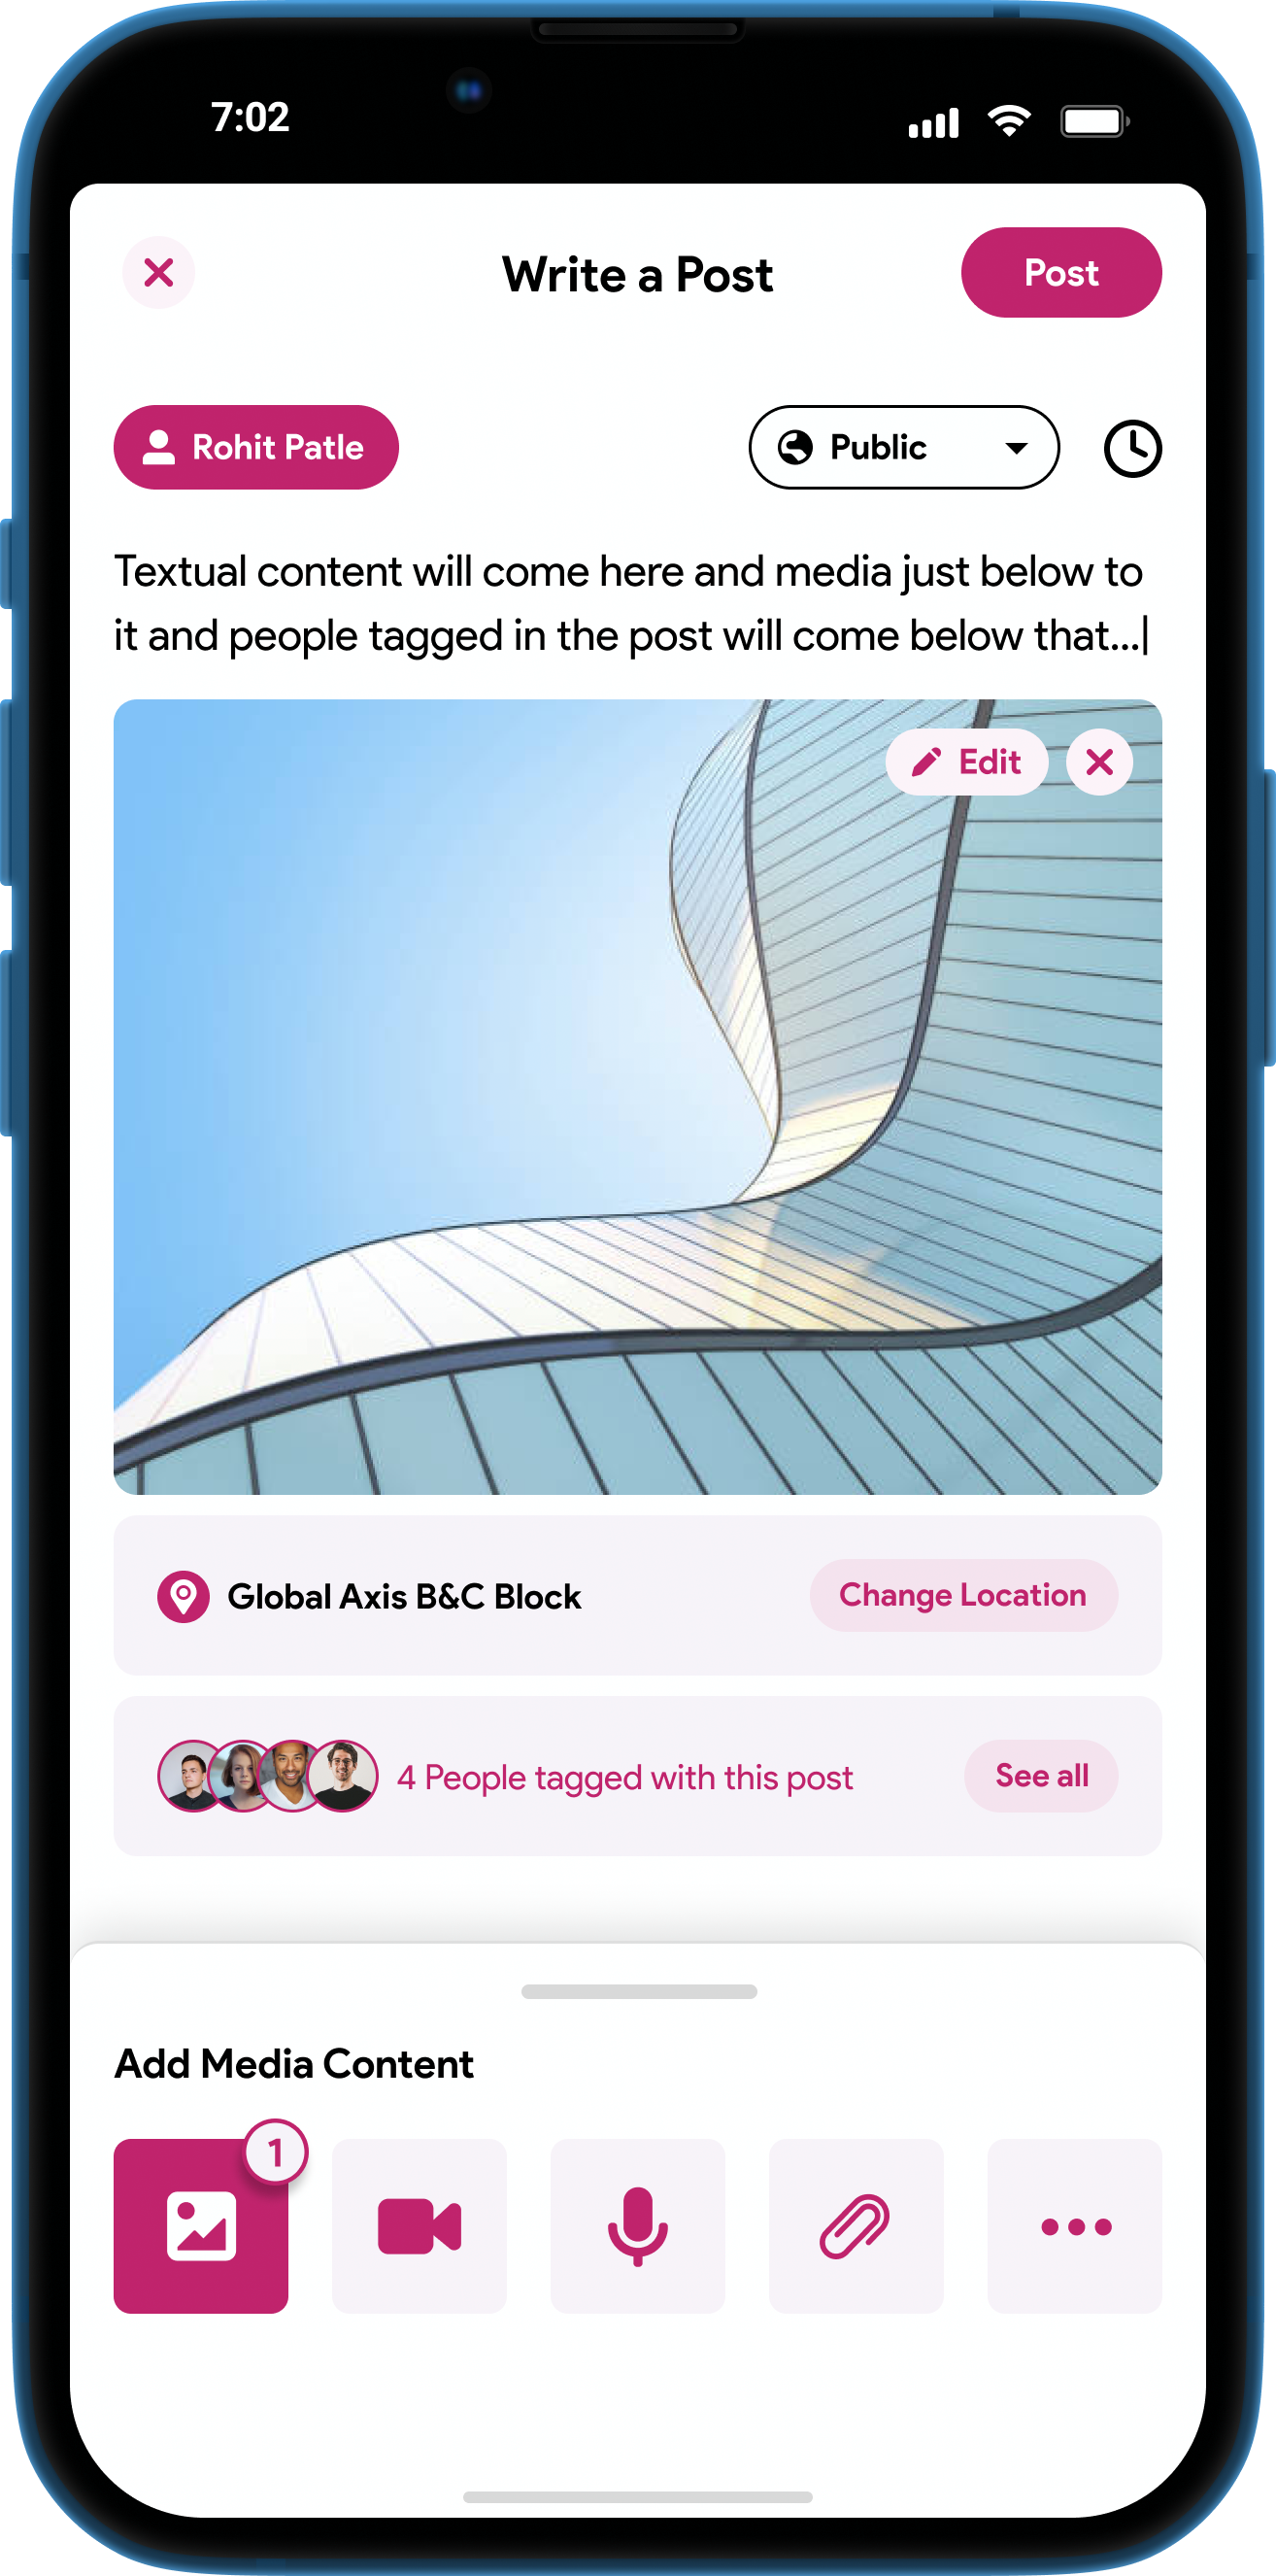 7:02
Write a Post
Post
Rohit Patle
Public
Textual content will come here and media just below to
it and people tagged in the post will come below that...|
Edit
Global Axis B&C Block
Change Location
4 People tagged with this post
See all
Add Media Content
1